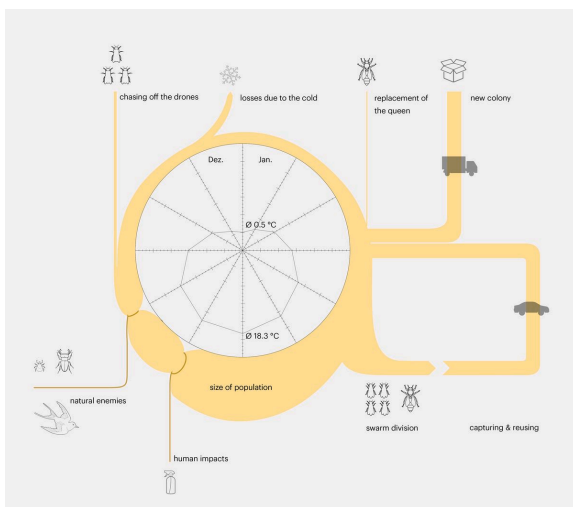 chasing off the drones
losses due to the cold
replacement of
the queen
new colony
Dez.
Jan.
Ø 0.5 °C
Ø 18.3 °C
size of population
natural enemies
human impacts
swarm division
capturing & reusing